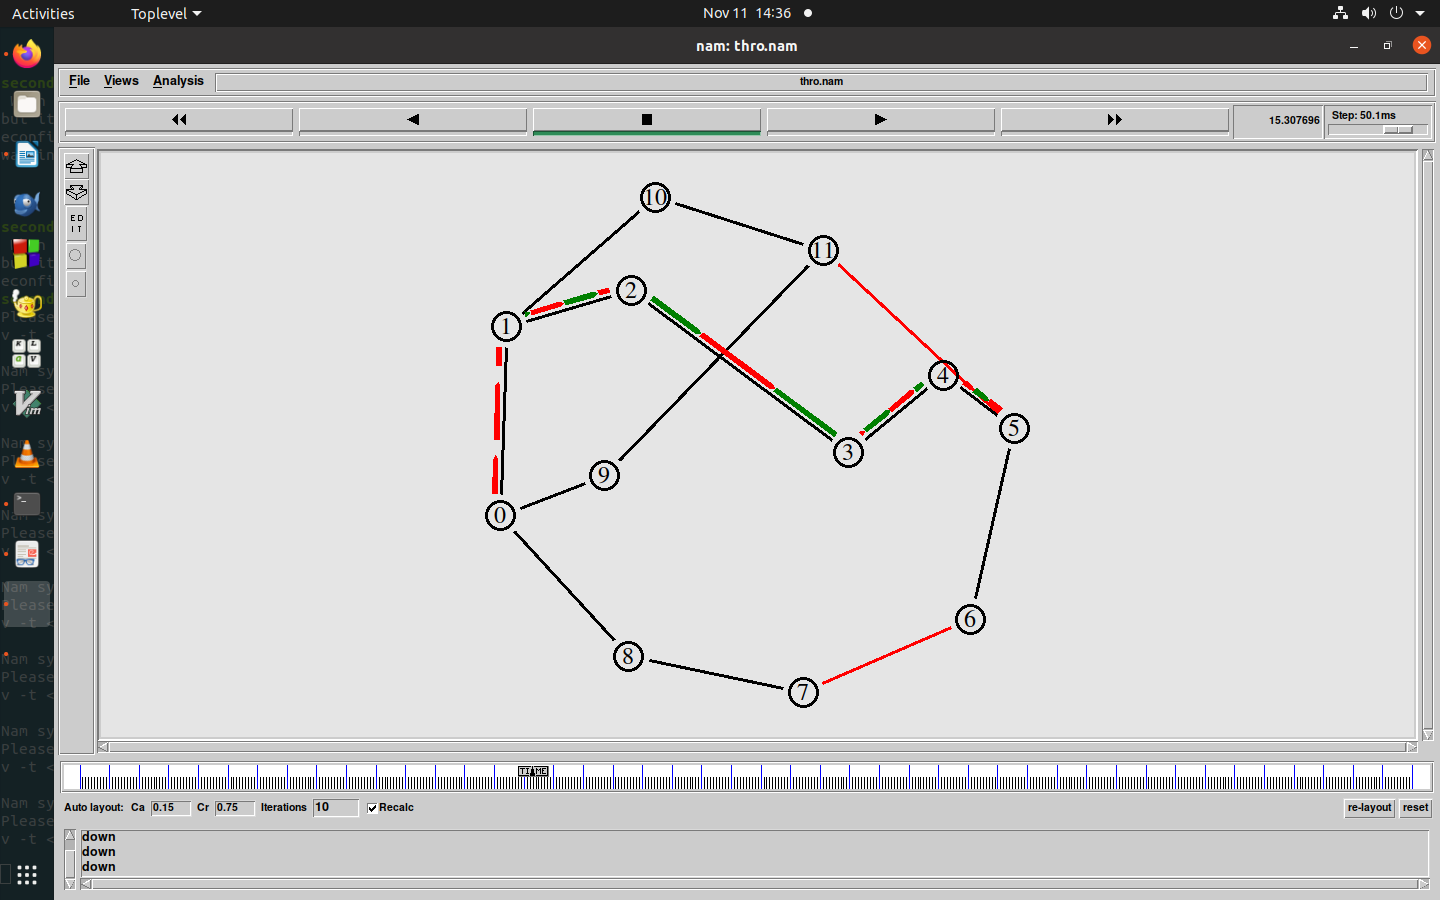 Activities Toplevel Nov 11 14:36
nam: thro.nam
File Views Analysis thro.nam
15.307696 Step: 50.1ms
ED
IT
10
11
2
1
4
5
3
9
0
6
8
7
TIME
Auto layout: Ca 0.15 Cr 0.75 Iterations 10 Recalc re-layout reset
down
down
down